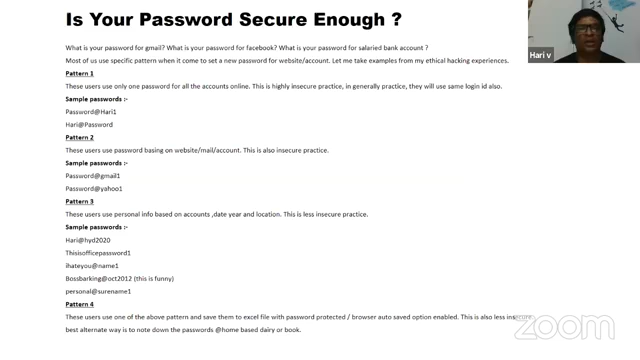 Is Your Password Secure Enough ?
What is your password for gmail? What is your password for facebook? What is your password for salaried bank account ?
Most of us use specific pattern when it come to set a new password for website/account. Let me take examples from my ethical hacking experiences.
Pattern 1
These users use only one password for all the accounts online. This is highly insecure practice, in generally practice, they will use same login id also.
Sample passwords :-
Password@Hari1
Hari@Password
Pattern 2
These users use password basing on website/mail/account. This is also insecure practice.
Sample passwords :-
Password@gmail1
Password@yahoo1
Pattern 3
These users use personal info based on accounts ,date year and location. This is less insecure practice.
Sample passwords :-
Hari@hyd2020
Thisisofficepassword1
ihateyou@name1
Bossbarking@oct2012 (this is funny)
personal@surename1
Pattern 4
These users use one of the above pattern and save them to excel file with password protected / browser auto saved option enabled. This is also less insecure
best alternate way is to note down the passwords @home based dairy or book.
Hari v
zoom